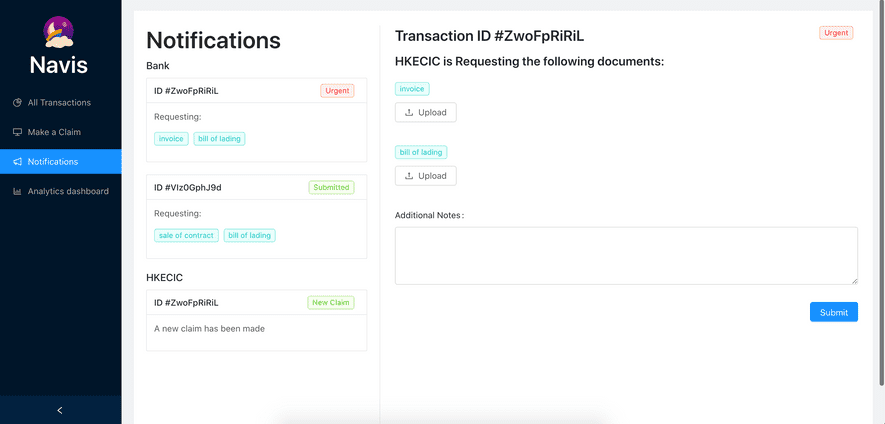 Navis
All Transactions
Make a Claim
Notifications
Analytics dashboard
Notifications
Bank
ID #ZwoFpRiRiL Urgent
Requesting:
invoice bill of lading
ID #VIz0GphJ9d Submitted
Requesting:
sale of contract bill of lading
HKECIC
ID #ZwoFpRiRiL New Claim
A new claim has been made
Transaction ID #ZwoFpRiRiL Urgent
HKECIC is Requesting the following documents:
invoice
Upload
bill of lading
Upload
Additional Notes:
Submit